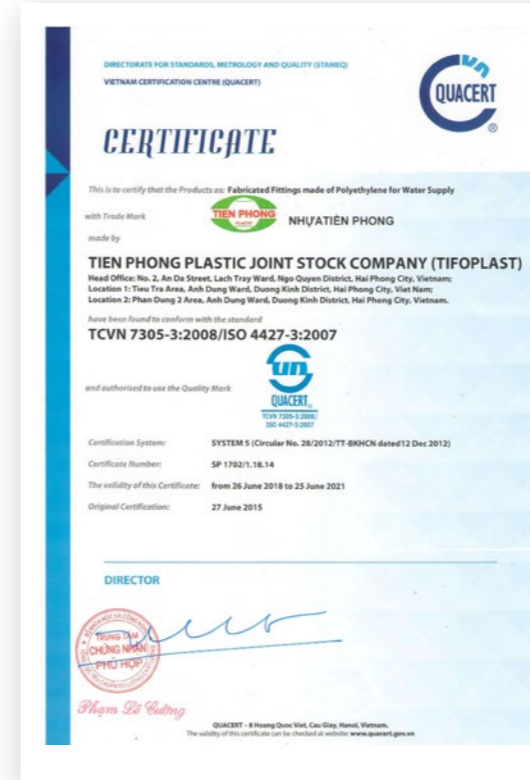 DIRECTORATE FOR STANDARDS, METROLOGY AND QUALITY (STAMEQ)
VIETNAM CERTIFICATION CENTRE (QUACERT)
QUACERT
®
CERTIFICATE
This is to certify that the Products as: Fabricated Fittings made of Polyethylene for Water Supply
with Trade Mark
TIEN PHONG
PLASTIC
NHỰA TIỀN PHONG
made by
TIEN PHONG PLASTIC JOINT STOCK COMPANY (TIFOPLAST)
Head Office: No. 2, An Da Street, Lach Tray Ward, Ngo Quyen District, Hai Phong City, Vietnam;
Location 1: Tieu Tra Area, Anh Dung Ward, Duong Kinh District, Hai Phong City, Viet Nam;
Location 2: Phan Dung 2 Area, Anh Dung Ward, Duong Kinh District, Hai Phong City, Vietnam.
have been found to conform with the standard
TCVN 7305-3:2008/ISO 4427-3:2007
and authorised to use the Quality Mark
QUACERT
TCVN 7305-3:2008/
ISO 4427-3:2007
Certification System: SYSTEM 5 (Circular No. 28/2012/TT-BKHCN dated12 Dec 2012)
Certificate Number: SP 1702/1.18.14
The validity of this Certificate: from 26 June 2018 to 25 June 2021
Original Certification: 27 June 2015
DIRECTOR
TRUNG TÂM
CHỨNG NHẬN
PHÙ HỢP
Phạm Lê Cường
QUACERT – 8 Hoang Quoc Viet, Cau Giay, Hanoi, Vietnam.
The validity of this certificate can be checked at website: www.quacert.gov.vn